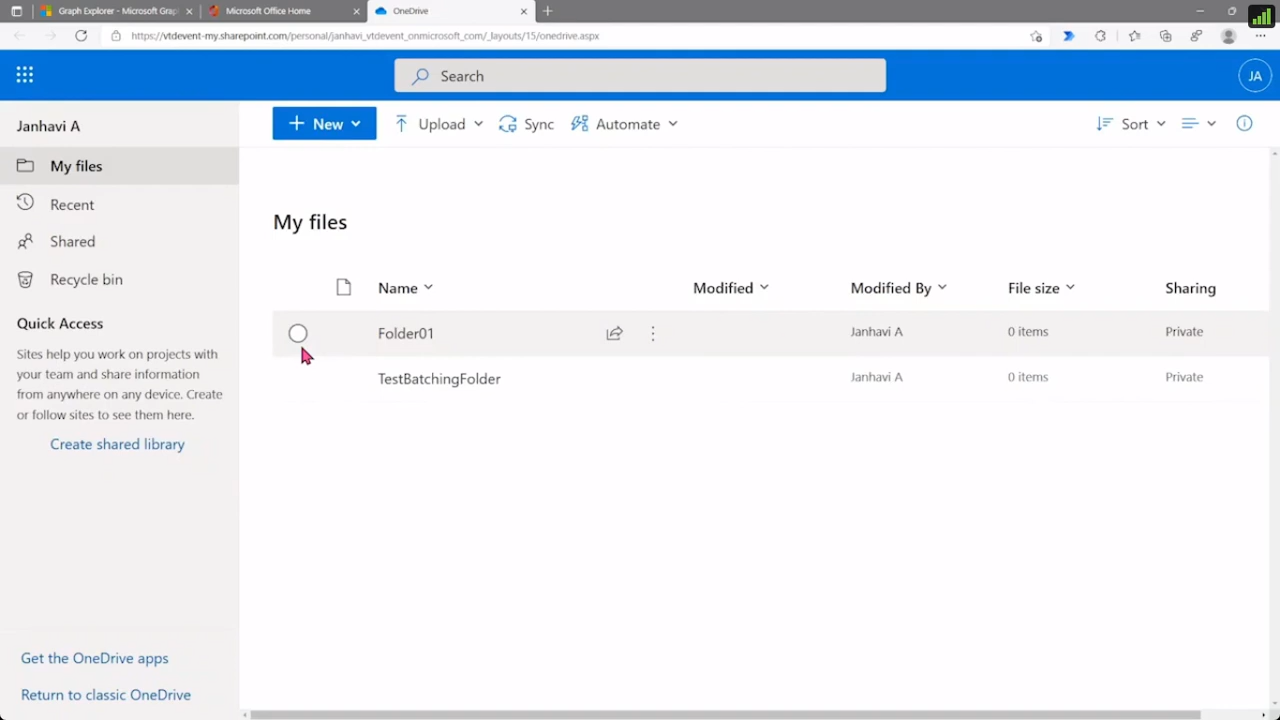 Graph Explorer - Microsoft Grap
Microsoft Office Home
OneDrive
https://vtdevent-my.sharepoint.com/personal/janhavi_vtdevent_onmicrosoft_com/_layouts/15/onedrive.aspx
Search
JA
Janhavi A
New
Upload
Sync
Automate
Sort
My files
Recent
Shared
Recycle bin
Quick Access
Sites help you work on projects with
your team and share information
from anywhere on any device. Create
or follow sites to see them here.
Create shared library
Get the OneDrive apps
Return to classic OneDrive
My files
Name Modified Modified By File size Sharing
Folder01 Janhavi A 0 items Private
TestBatchingFolder Janhavi A 0 items Private